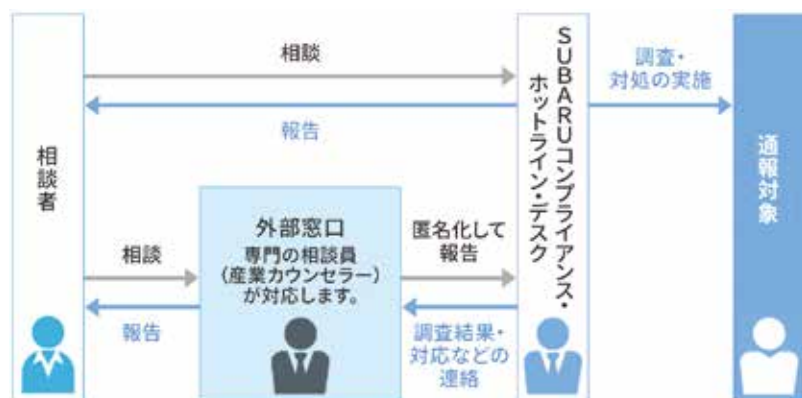 相談者
相談
報告
SUBARUコンプライアンス・
ホットライン・デスク
調査・
対処の実施
通報対象
相談
報告
外部窓口
専門の相談員
（産業カウンセラー）
が対応します。
匿名化して
報告
調査結果・
対応などの
連絡